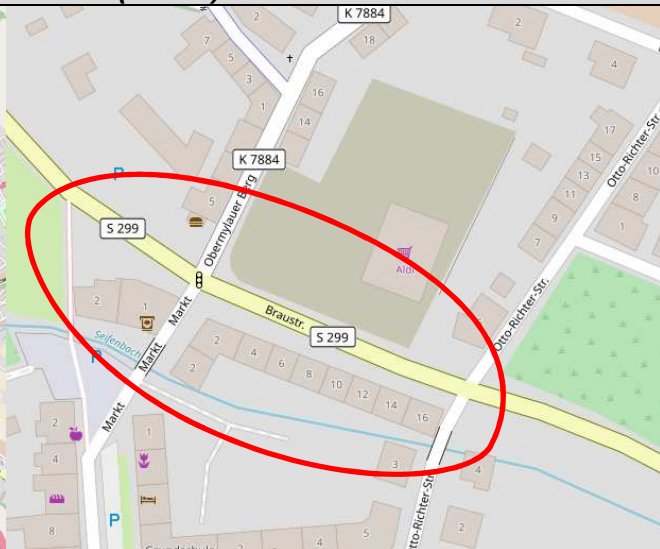 K 7884
2
18
7
5
3
1
4
16
14
17
15
13
11
9
7
10
8
1
Otto-Richter-Str.
K 7884
P
5
Obermylauer Berg
S 299
Aldi
2
1
Markt
Braustr.
S 299
Otto-Richter-Str.
Seifenbach
P
Markt
2
2
4
6
8
10
12
14
16
Markt
2
4
8
1
3
4
P
2
4
5
2
Grundschule